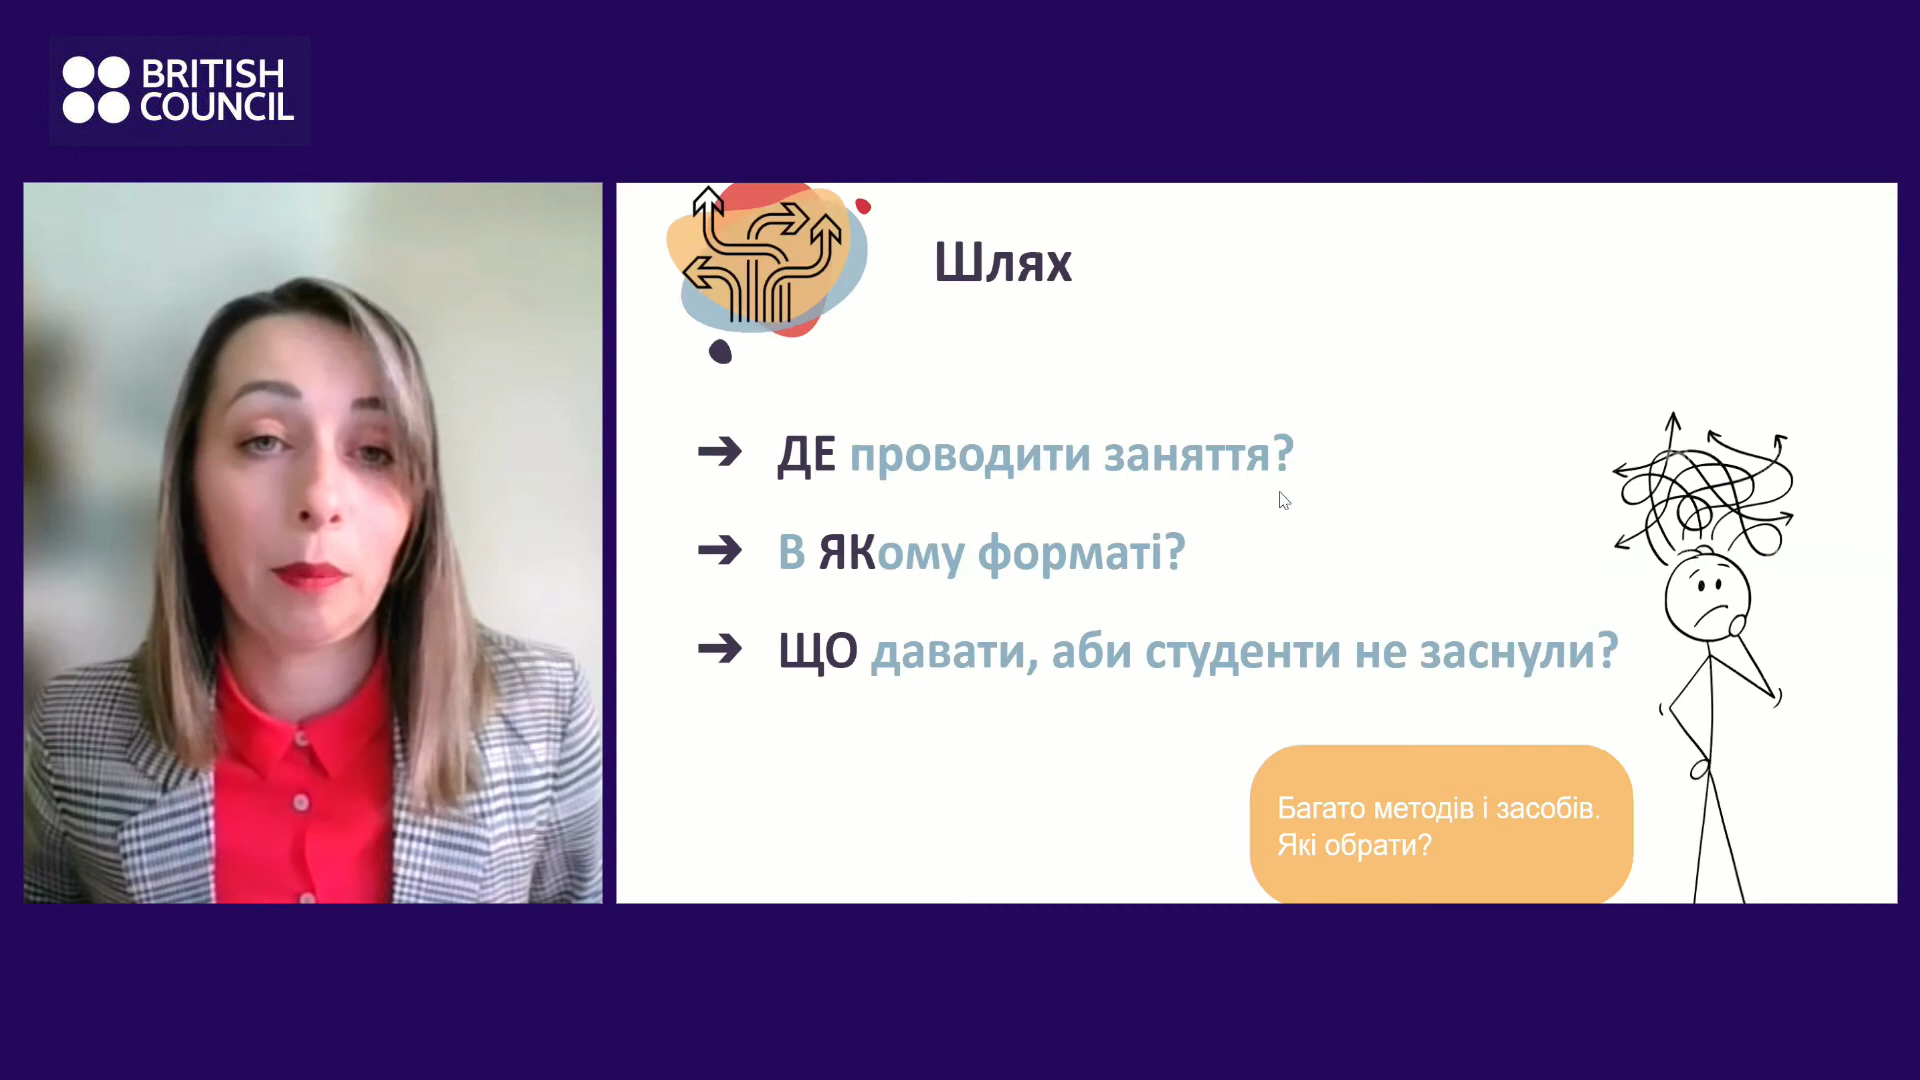 BRITISH
COUNCIL
Шлях
➔ ДЕ проводити заняття?
➔ В ЯКому форматі?
➔ ЩО давати, аби студенти не заснули?
Багато методів і засобів.
Які обрати?